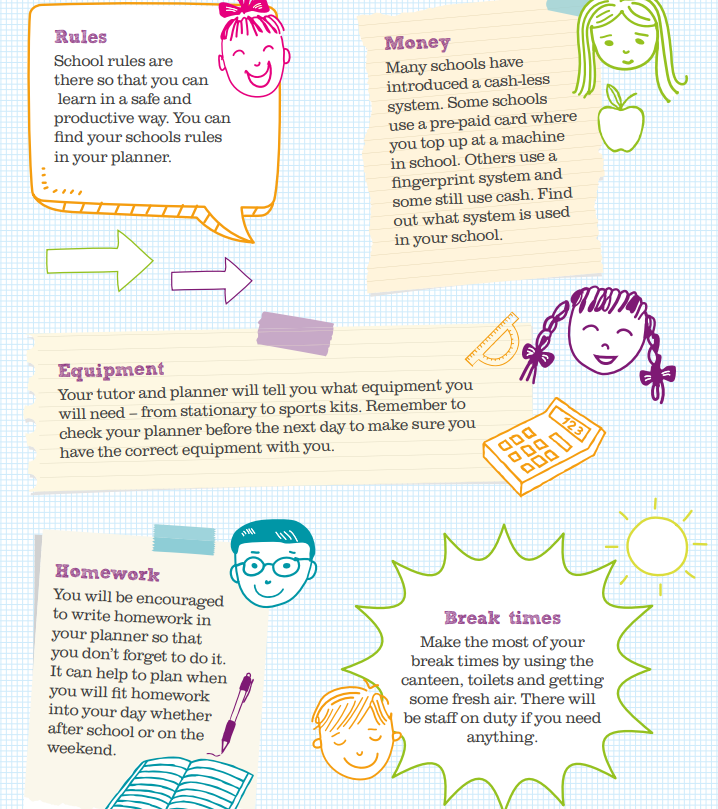 Rules
School rules are
there so that you can
learn in a safe and
productive way. You can
find your schools rules
in your planner.
Money
Many schools have
introduced a cash-less
system. Some schools
use a pre-paid card where
you top up at a machine
in school. Others use a
fingerprint system and
some still use cash. Find
out what system is used
in your school.
Equipment
Your tutor and planner will tell you what equipment you
will need – from stationary to sports kits. Remember to
check your planner before the next day to make sure you
have the correct equipment with you.
123
Homework
You will be encouraged
to write homework in
your planner so that
you don't forget to do it.
It can help to plan when
you will fit homework
into your day whether
after school or on the
weekend.
Break times
Make the most of your
break times by using the
canteen, toilets and getting
some fresh air. There will
be staff on duty if you need
anything.